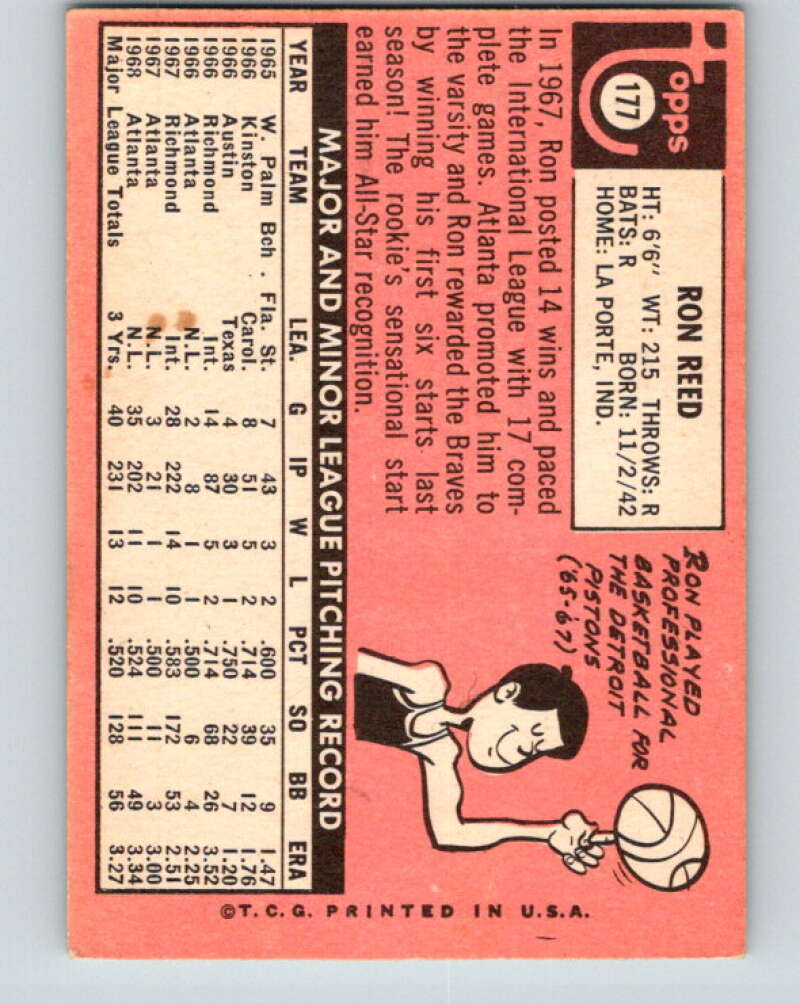 Topps
177
RON REED
HT: 6'6" WT: 215 THROWS: R
BATS: R BORN: 11/2/42
HOME: LA PORTE, IND.
In 1967, Ron posted 14 wins and paced
the International League with 17 com-
plete games. Atlanta promoted him to
the varsity and Ron rewarded the Braves
by winning his first six starts last
season! The rookie's sensational start
earned him All-Star recognition.
RON PLAYED
PROFESSIONAL
BASKETBALL FOR
THE DETROIT
PISTONS
('65-'67)
MAJOR AND MINOR LEAGUE PITCHING RECORD
YEAR TEAM LEA. G IP W L PCT SO BB ERA
1965 W. Palm Bch. Fla. St. 7 43 3 2 .600 35 9 1.47
1966 Kinston Carol. 8 51 5 2 .714 39 12 1.76
1966 Austin Texas 4 30 3 1 .750 22 7 1.20
1966 Richmond Int. 14 87 5 2 .714 68 26 3.52
1966 Atlanta N.L. 2 8 1 1 .500 6 4 2.25
1967 Richmond Int. 28 222 14 10 .583 172 53 2.51
1967 Atlanta N.L. 3 21 1 1 .500 11 3 3.00
1968 Atlanta N.L. 35 202 11 10 .524 111 49 3.34
Major League Totals 3 Yrs. 40 231 13 12 .520 128 56 3.27
©T.C.G. PRINTED IN U.S.A.